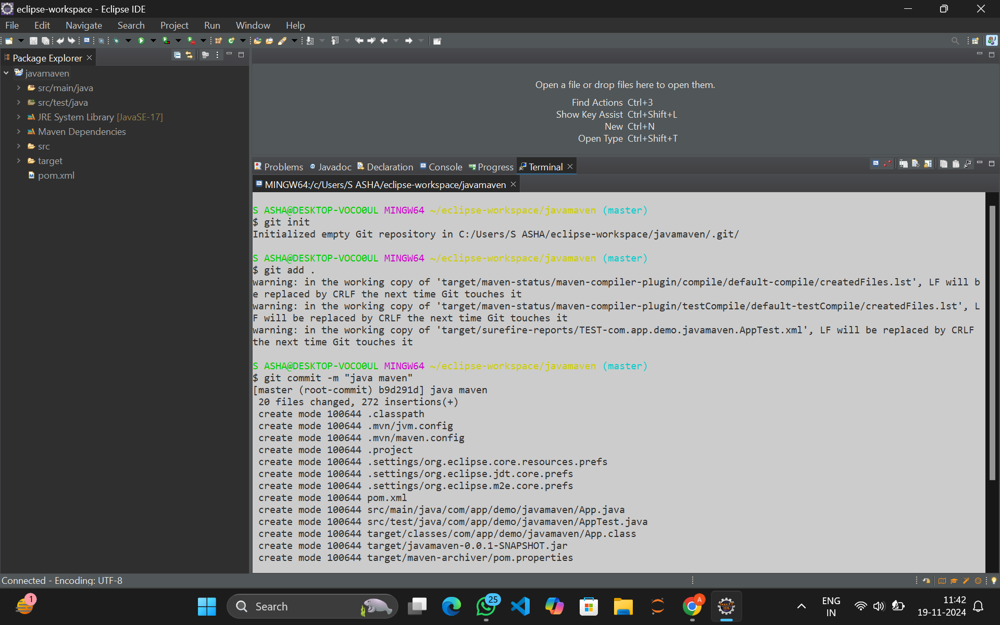 eclipse-workspace - Eclipse IDE
File Edit Navigate Search Project Run Window Help
Package Explorer
javamaven
src/main/java
src/test/java
JRE System Library [JavaSE-17]
Maven Dependencies
src
target
pom.xml
Open a file or drop files here to open them.
Find Actions Ctrl+3
Show Key Assist Ctrl+Shift+L
New Ctrl+N
Open Type Ctrl+Shift+T
Problems Javadoc Declaration Console Progress Terminal
MINGW64:/c/Users/S ASHA/eclipse-workspace/javamaven
S ASHA@DESKTOP-VOCO0UL MINGW64 ~/eclipse-workspace/javamaven (master)
$ git init
Initialized empty Git repository in C:/Users/S ASHA/eclipse-workspace/javamaven/.git/
S ASHA@DESKTOP-VOCO0UL MINGW64 ~/eclipse-workspace/javamaven (master)
$ git add .
warning: in the working copy of 'target/maven-status/maven-compiler-plugin/compile/default-compile/createdFiles.lst', LF will b
e replaced by CRLF the next time Git touches it
warning: in the working copy of 'target/maven-status/maven-compiler-plugin/testCompile/default-testCompile/createdFiles.lst', L
F will be replaced by CRLF the next time Git touches it
warning: in the working copy of 'target/surefire-reports/TEST-com.app.demo.javamaven.AppTest.xml', LF will be replaced by CRLF
the next time Git touches it
S ASHA@DESKTOP-VOCO0UL MINGW64 ~/eclipse-workspace/javamaven (master)
$ git commit -m "java maven"
[master (root-commit) b9d291d] java maven
20 files changed, 272 insertions(+)
create mode 100644 .classpath
create mode 100644 .mvn/jvm.config
create mode 100644 .mvn/maven.config
create mode 100644 .project
create mode 100644 .settings/org.eclipse.core.resources.prefs
create mode 100644 .settings/org.eclipse.jdt.core.prefs
create mode 100644 .settings/org.eclipse.m2e.core.prefs
create mode 100644 pom.xml
create mode 100644 src/main/java/com/app/demo/javamaven/App.java
create mode 100644 src/test/java/com/app/demo/javamaven/AppTest.java
create mode 100644 target/classes/com/app/demo/javamaven/App.class
create mode 100644 target/javamaven-0.0.1-SNAPSHOT.jar
create mode 100644 target/maven-archiver/pom.properties
Connected - Encoding: UTF-8
1
Search
25
A
ENG
IN
11:42
19-11-2024